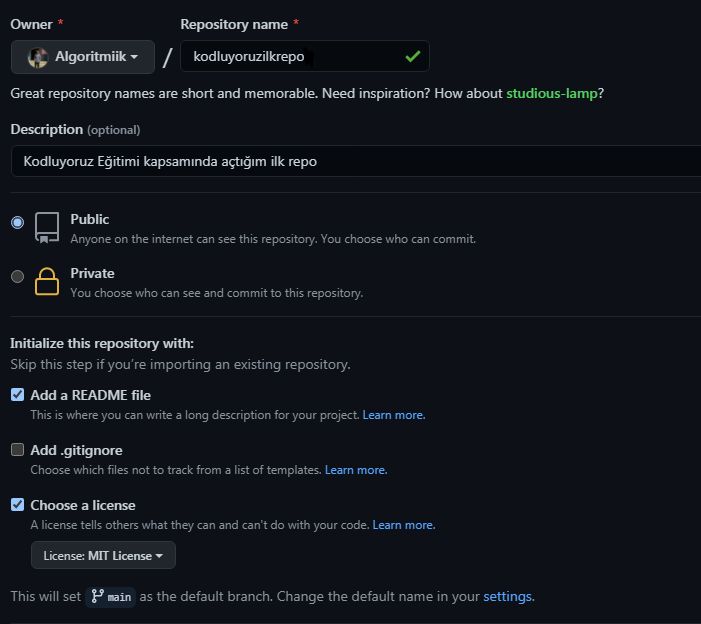 Owner *
Repository name *
Algoritmiik / kodluyoruzilkrepo
Great repository names are short and memorable. Need inspiration? How about studious-lamp?
Description (optional)
Kodluyoruz Eğitimi kapsamında açtığım ilk repo
Public
Anyone on the internet can see this repository. You choose who can commit.
Private
You choose who can see and commit to this repository.
Initialize this repository with:
Skip this step if you’re importing an existing repository.
Add a README file
This is where you can write a long description for your project. Learn more.
Add .gitignore
Choose which files not to track from a list of templates. Learn more.
Choose a license
A license tells others what they can and can't do with your code. Learn more.
License: MIT License
This will set main as the default branch. Change the default name in your settings.